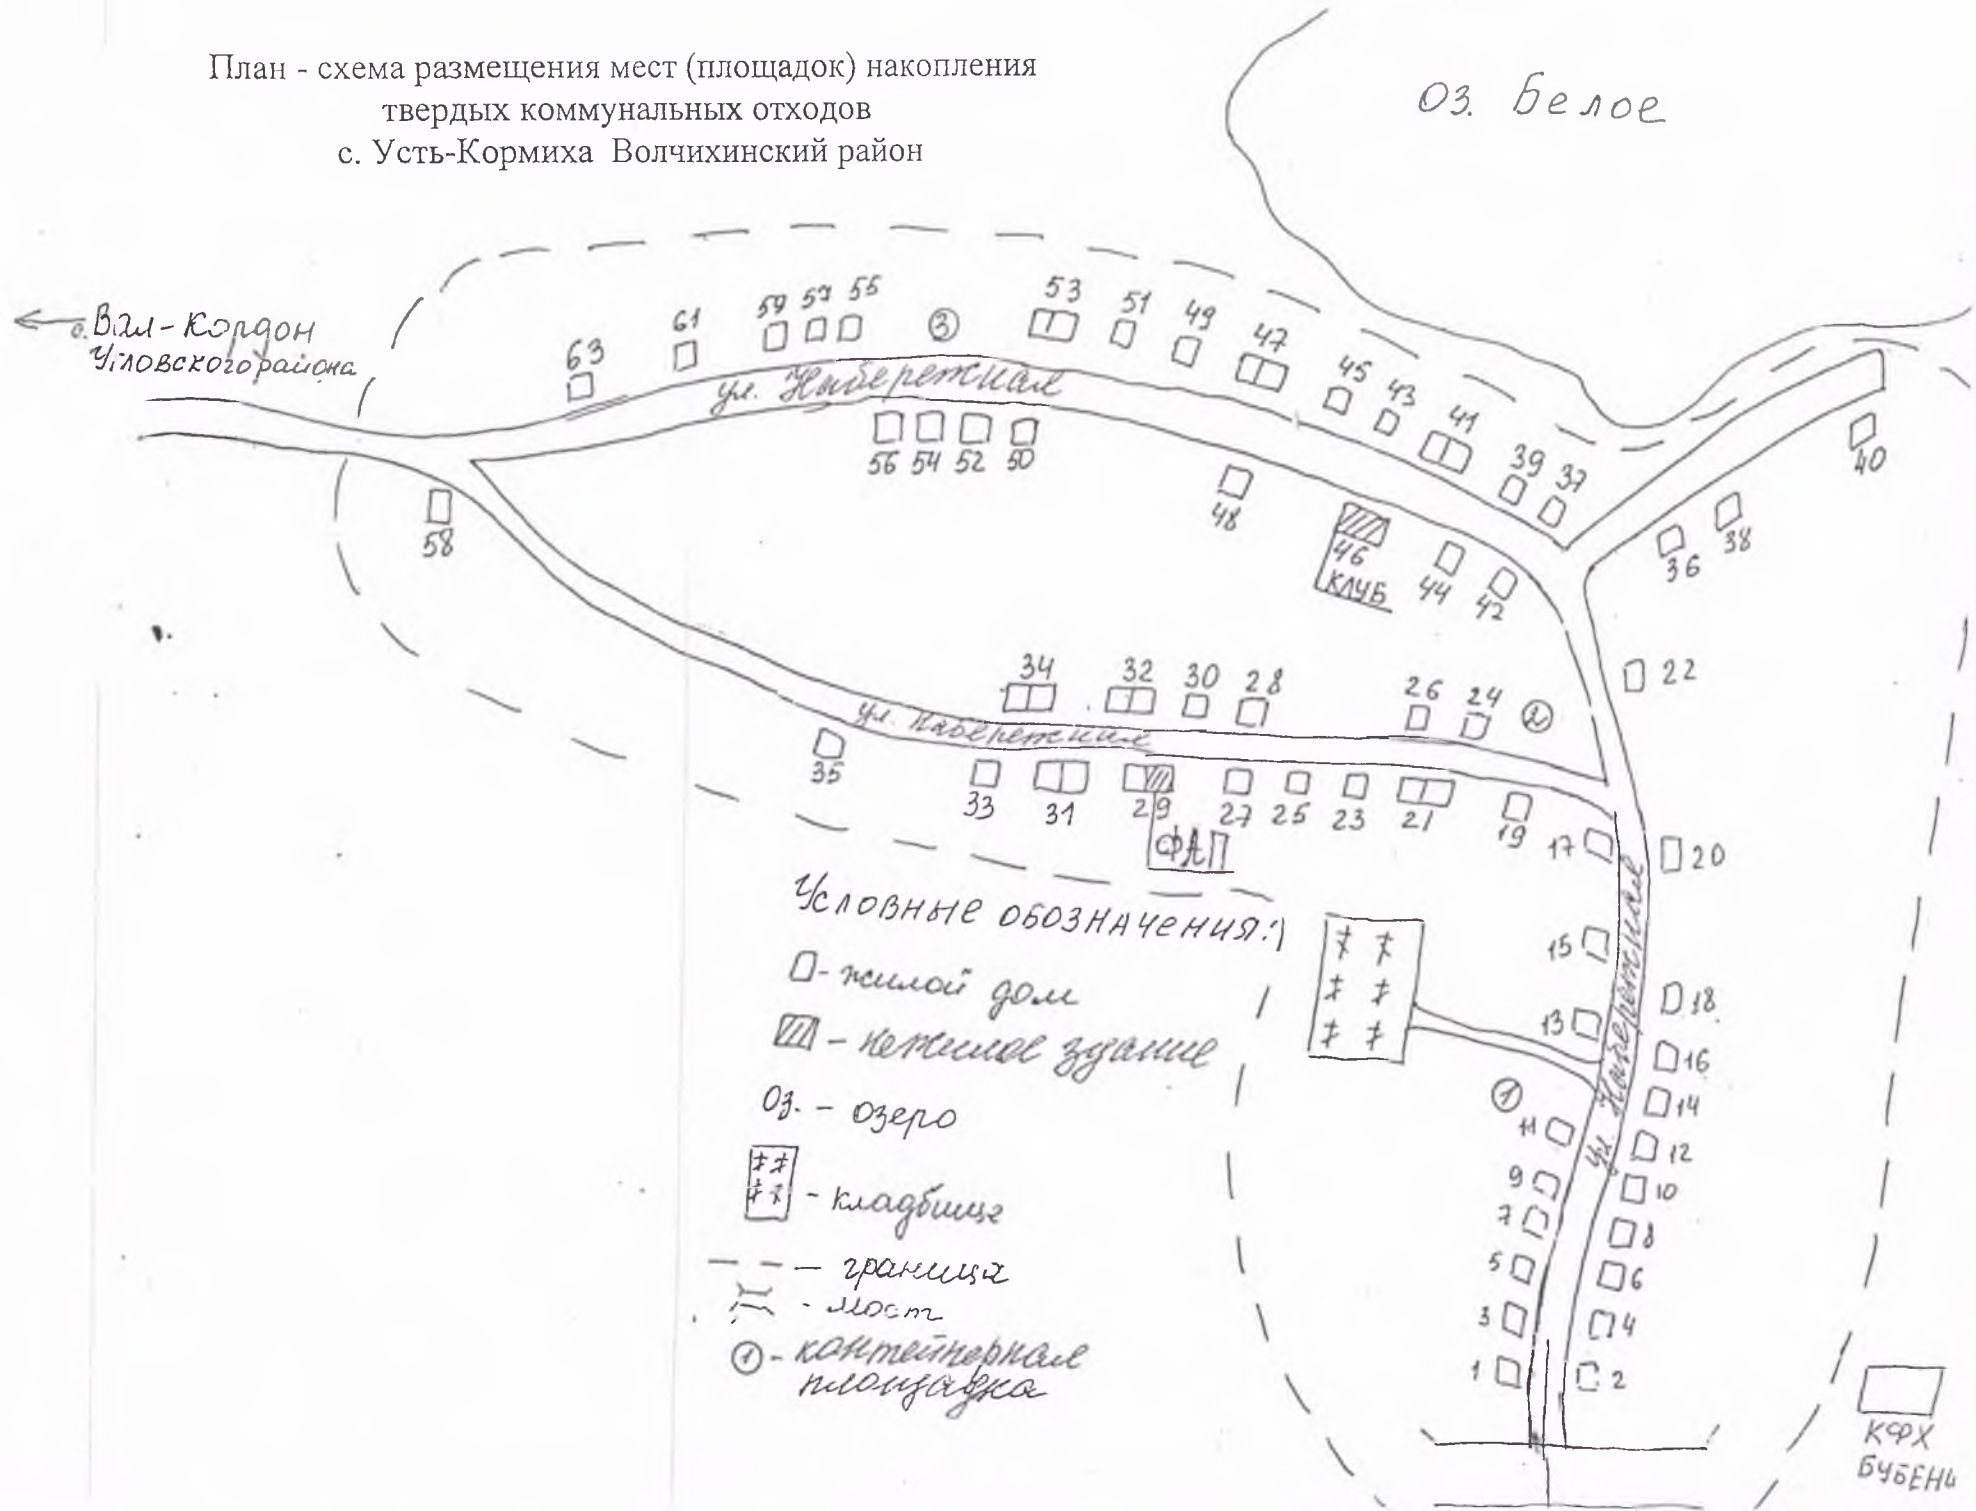 План - схема размещения мест (площадок) накопления
твердых коммунальных отходов
с. Усть-Кормиха Волчихинский район
оз. Белое
с. Вал-Кордон
Угловского района
63
61
59
57
55
3
53
51
49
47
45
43
41
39
37
ул. Набережная
40
38
36
56
54
52
50
48
46
КЛУБ
44
42
58
22
34
32
30
28
26
24
2
ул. Набережная
35
33
31
29
ФАП
27
25
23
21
19
17
20
15
18
13
16
14
ул. Набережная
1
11
12
9
10
7
8
5
6
3
4
1
2
Условные обозначения:
- жилой дом
- нежилое здание
Оз. - озеро
- кладбище
- граница
- мост
1 - контейнерная
площадка
КФХ
БУБЕНЦ